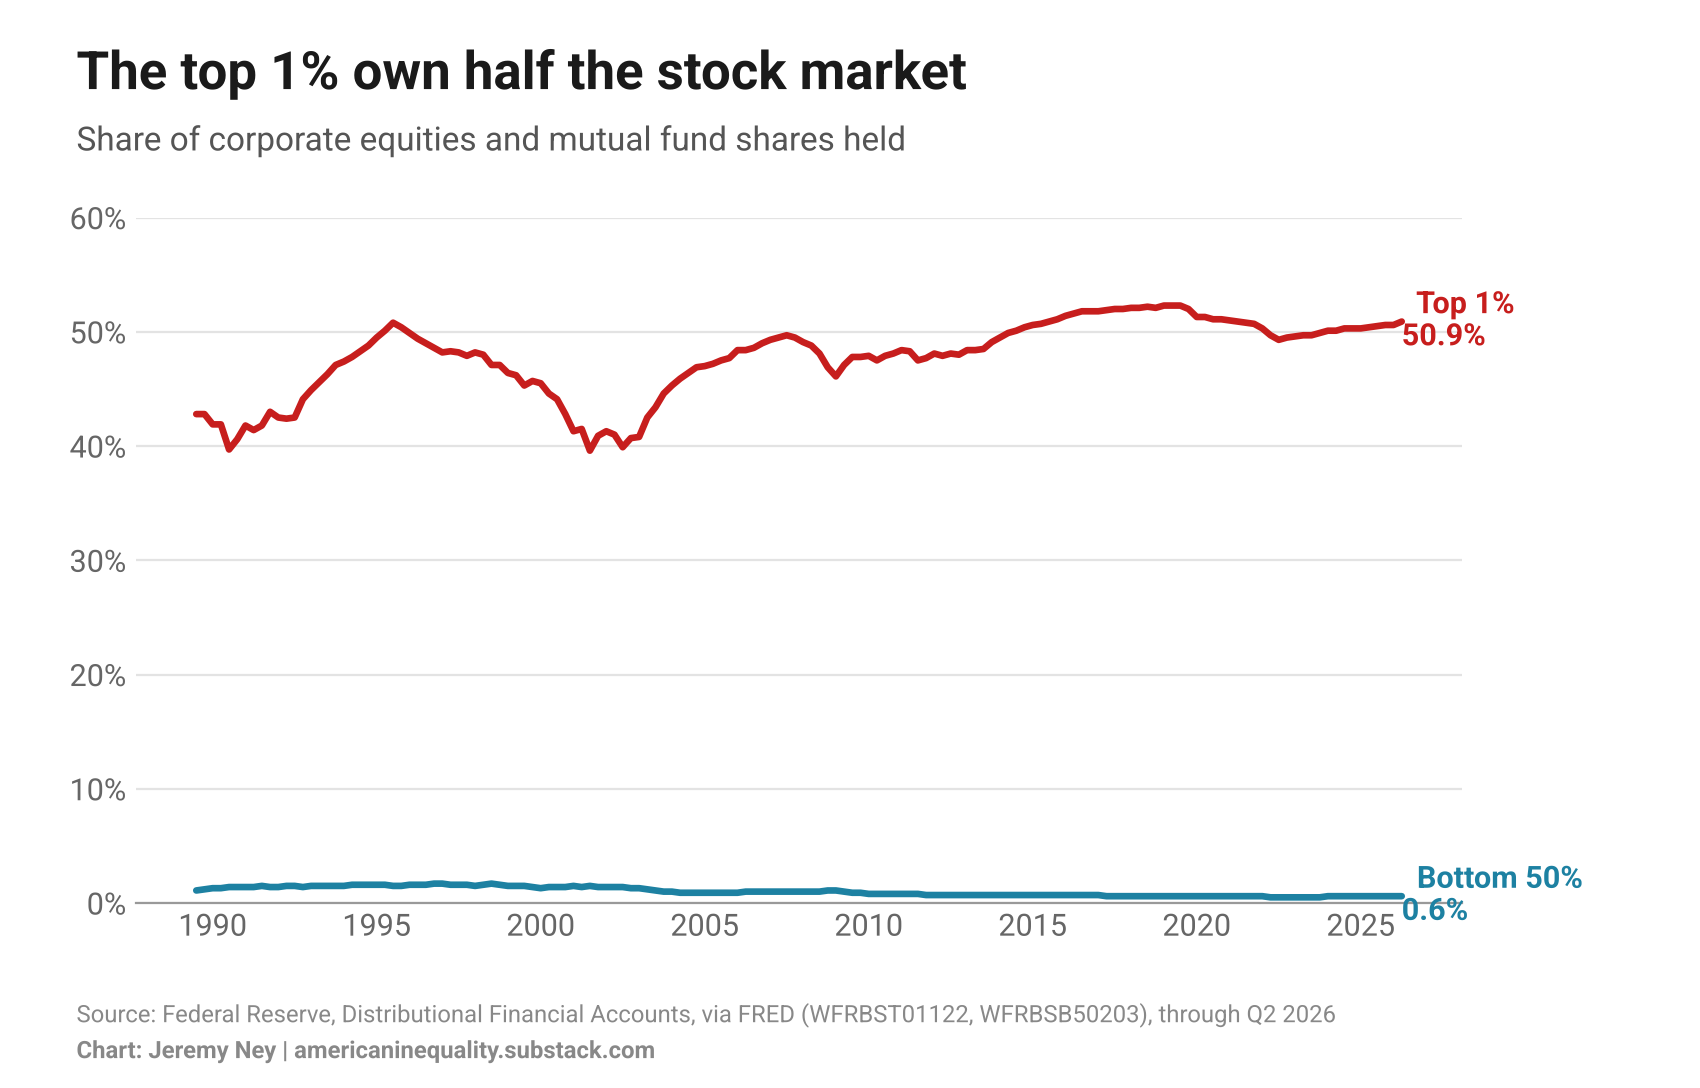 The top 1% own half the stock market
Share of corporate equities and mutual fund shares held
60%
Top 1%
50%
50.9%
40%
30%
20%
10%
Bottom 50%
0%
0.6%
1990 1995 2000 2005 2010 2015 2020 2025
Source: Federal Reserve, Distributional Financial Accounts, via FRED (WFRBST01122, WFRBSB50203), through Q2 2026
Chart: Jeremy Ney | americaninequality.substack.com